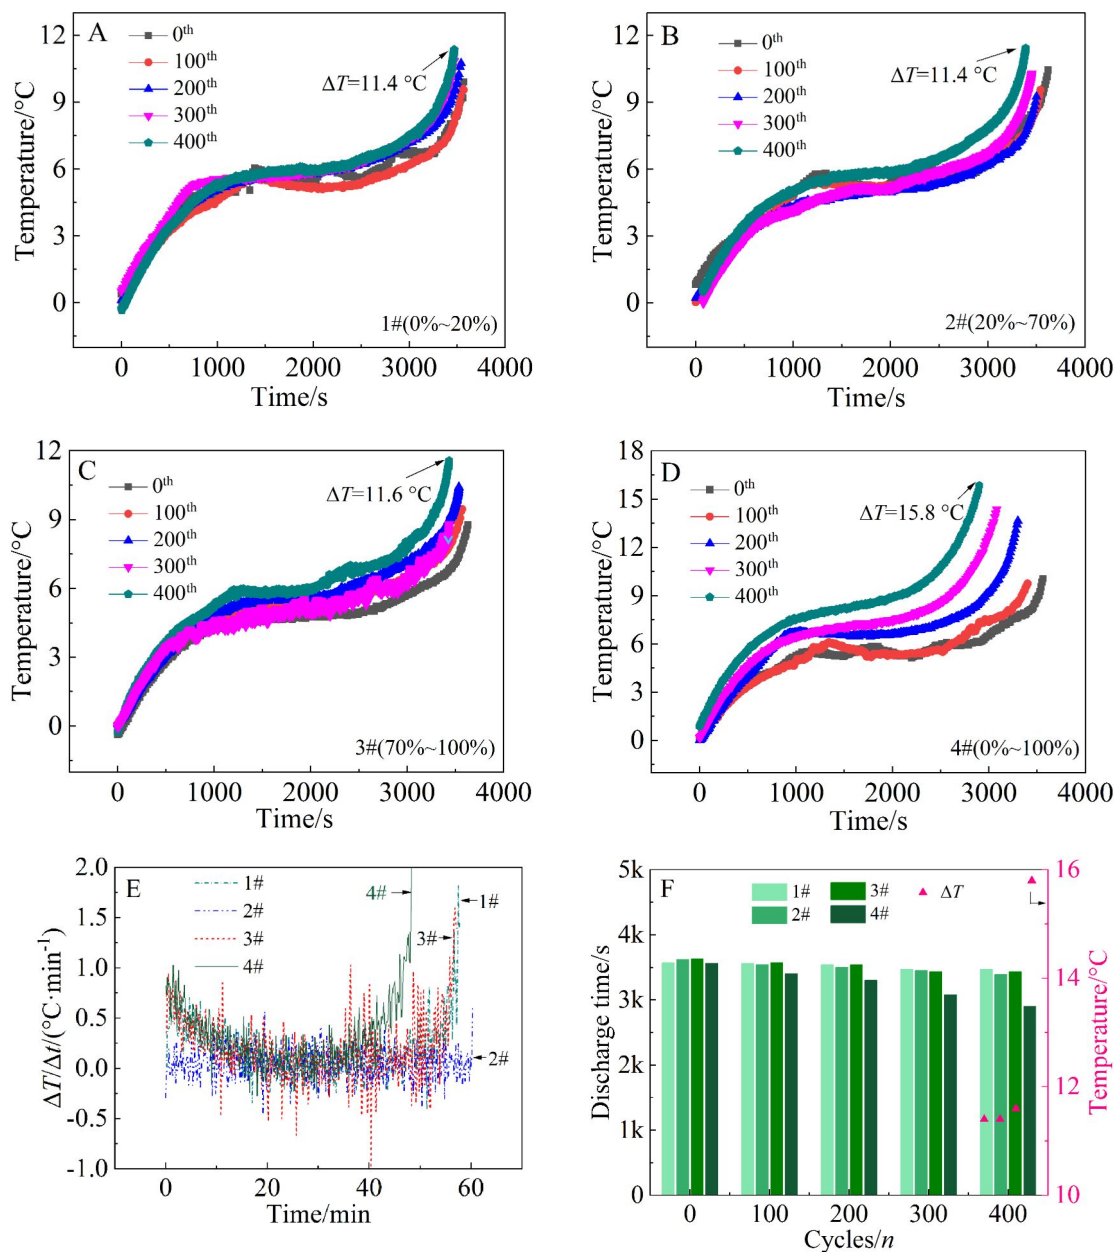 A
0th
100th
200th
300th
400th
ΔT=11.4 °C
1#(0%~20%)
12
9
6
3
0
Temperature/°C
0 1000 2000 3000 4000
Time/s
B
0th
100th
200th
300th
400th
ΔT=11.4 °C
2#(20%~70%)
12
9
6
3
0
Temperature/°C
0 1000 2000 3000 4000
Time/s
C
0th
100th
200th
300th
400th
ΔT=11.6 °C
3#(70%~100%)
12
9
6
3
0
Temperature/°C
0 1000 2000 3000 4000
Time/s
D
0th
100th
200th
300th
400th
ΔT=15.8 °C
4#(0%~100%)
18
15
12
9
6
3
0
Temperature/°C
0 1000 2000 3000 4000
Time/s
E
1#
2#
3#
4#
4#
1#
3#
2#
2.0
1.5
1.0
0.5
0.0
-0.5
-1.0
ΔT/Δt/(°C·min-1)
0 20 40 60
Time/min
F
1# 3# ΔT
2# 4#
5k
4k
3k
2k
1k
0
Discharge time/s
16
14
12
10
Temperature/°C
0 100 200 300 400
Cycles/n